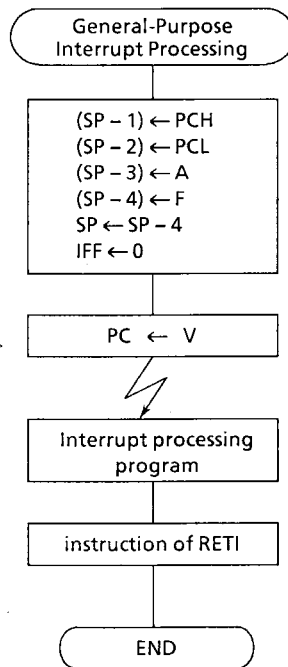 General-Purpose
Interrupt Processing
(SP – 1) ← PCH
(SP – 2) ← PCL
(SP – 3) ← A
(SP – 4) ← F
SP ← SP – 4
IFF ← 0
PC ← V
Interrupt processing
program
instruction of RETI
END